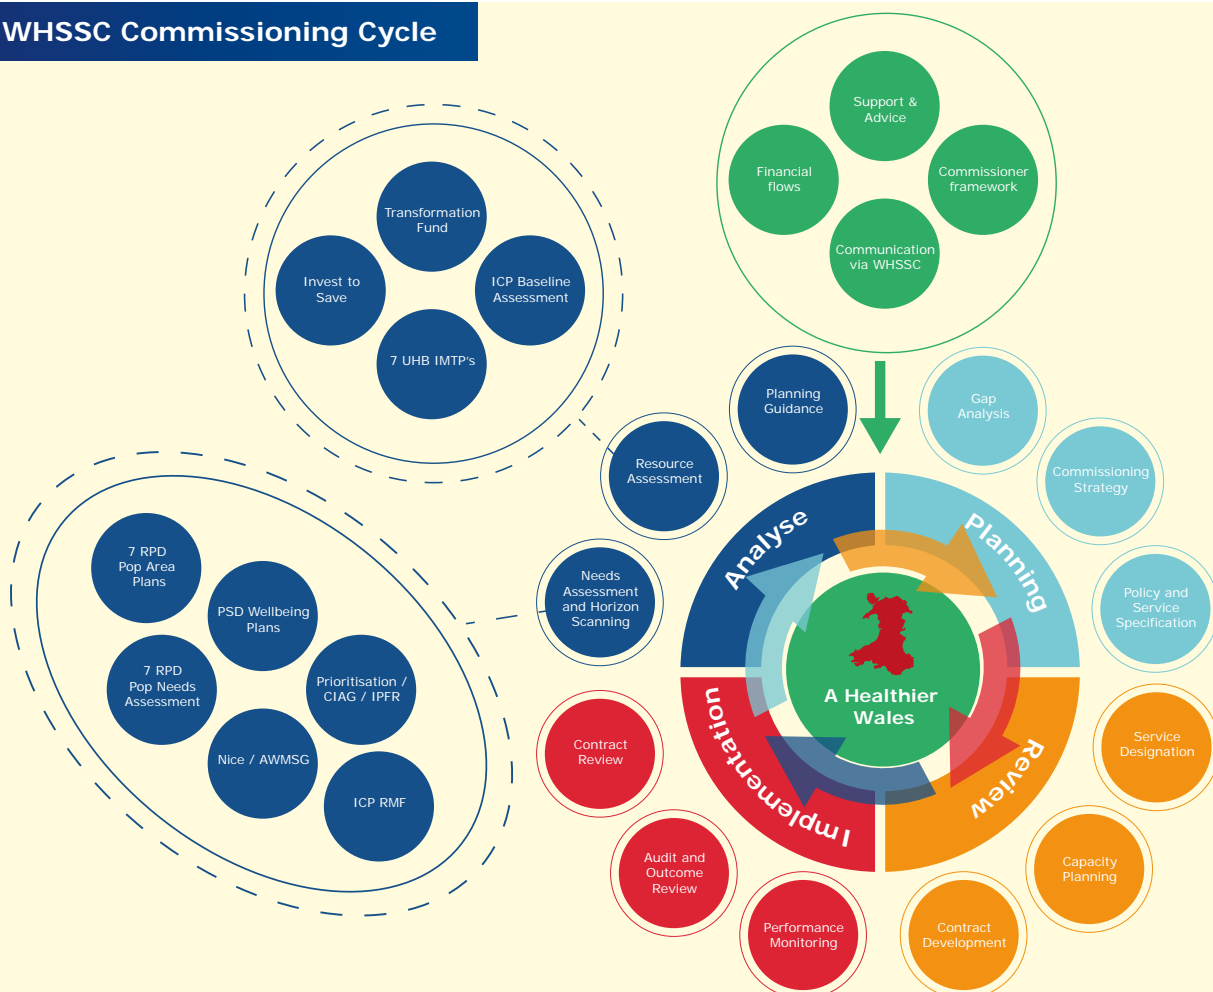 WHSSC Commissioning Cycle
Support &
Advice
Financial
flows
Commissioner
framework
Communication
via WHSSC
Transformation
Fund
Invest to
Save
ICP Baseline
Assessment
7 UHB IMTP's
Planning
Guidance
Gap
Analysis
Resource
Assessment
Commissioning
Strategy
Needs
Assessment
and Horizon
Scanning
Policy and
Service
Specification
7 RPD
Pop Area
Plans
PSD Wellbeing
Plans
7 RPD
Pop Needs
Assessment
Prioritisation /
CIAG / IPFR
Nice / AWMSG
ICP RMF
Analyse
Planning
A Healthier
Wales
Implementation
Review
Contract
Review
Service
Designation
Audit and
Outcome
Review
Capacity
Planning
Performance
Monitoring
Contract
Development